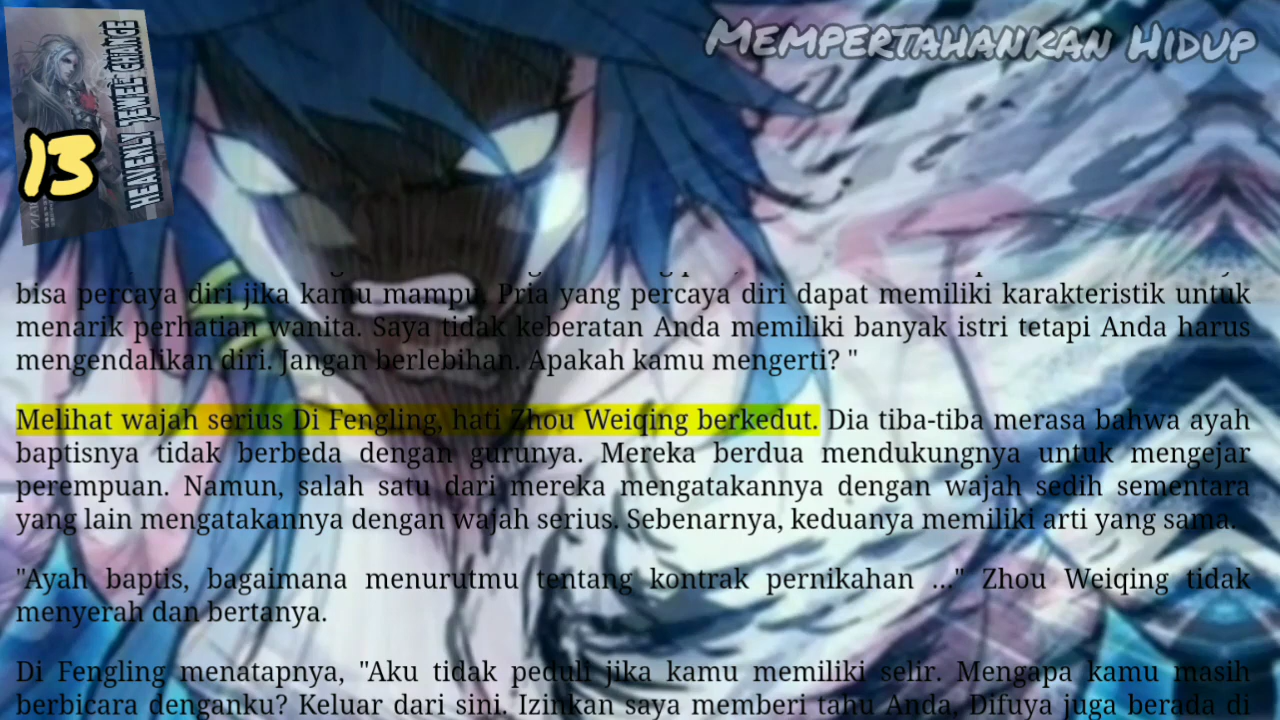 Mempertahankan Hidup
HEAVENLY JEWEL CHANGE
13
bisa percaya diri jika kamu mampu. Pria yang percaya diri dapat memiliki karakteristik untuk
menarik perhatian wanita. Saya tidak keberatan Anda memiliki banyak istri tetapi Anda harus
mengendalikan diri. Jangan berlebihan. Apakah kamu mengerti? "
Melihat wajah serius Di Fengling, hati Zhou Weiqing berkedut. Dia tiba-tiba merasa bahwa ayah
baptisnya tidak berbeda dengan gurunya. Mereka berdua mendukungnya untuk mengejar
perempuan. Namun, salah satu dari mereka mengatakannya dengan wajah sedih sementara
yang lain mengatakannya dengan wajah serius. Sebenarnya, keduanya memiliki arti yang sama.
"Ayah baptis, bagaimana menurutmu tentang kontrak pernikahan ..." Zhou Weiqing tidak
menyerah dan bertanya.
Di Fengling menatapnya, "Aku tidak peduli jika kamu memiliki selir. Mengapa kamu masih
berbicara denganku? Keluar dari sini. Izinkan saya memberi tahu Anda, Difuya juga berada di